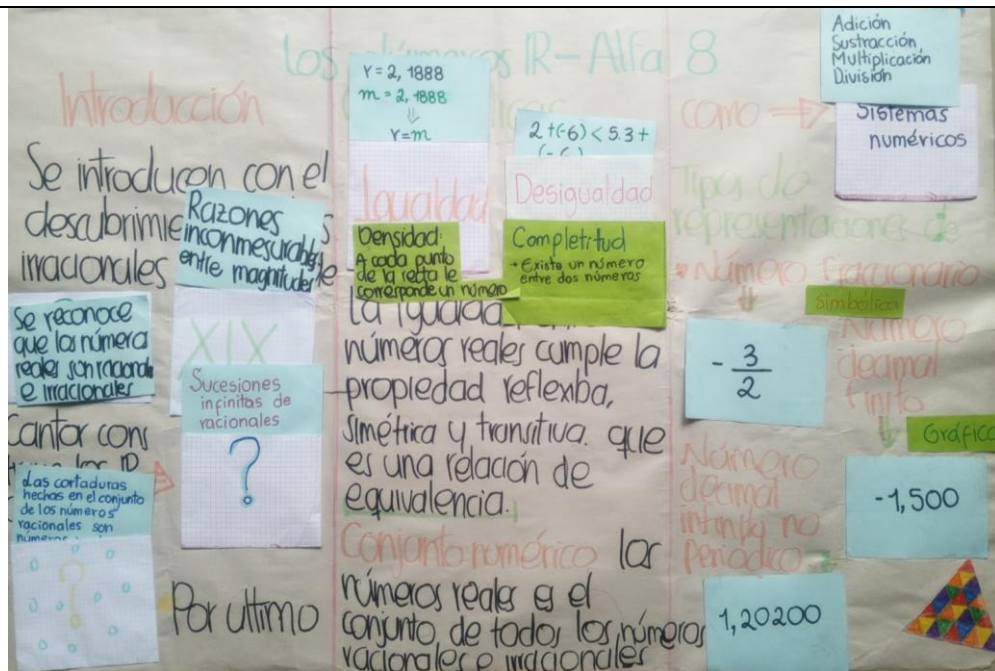 Los números IR-Alfa 8
Introducción
Se introducen con el
descubrimie
irracionales
Razones
inconmesurables
entre magnitudes
Se reconoce
que los números
reales son racional
e irracionales
XIX
Sucesiones
infinitas de
racionales
?
Cantor cons
Las cortaduras
hechas en el conjunto
de los números
racionales son
?
Por ultimo
r = 2, 1888
m = 2, 1888
⇓
r=m
Igualdad
2+(-6) < 5.3+
(-6)
Desigualdad
Densidad:
A cada punto
de la recta le
corresponde un número
Completitud
• Existe un número
entre dos números
La igualdad
números reales cumple la
propiedad reflexiba,
simétrica y transitiva. que
es una relación de
equivalencia.
Conjunto numérico los
números reales es el
conjunto de todos los números
racionales e irracionales
Adición
Sustracción
Multiplicación
División
como ⇒
Sistemas
numéricos
Tipos de
representaciones de
• Número fraccionario
Simbólica
- 3/2
Número
decimal
finito
Gráfico
-1,500
Número
decimal
infinito no
periódico
1,20200